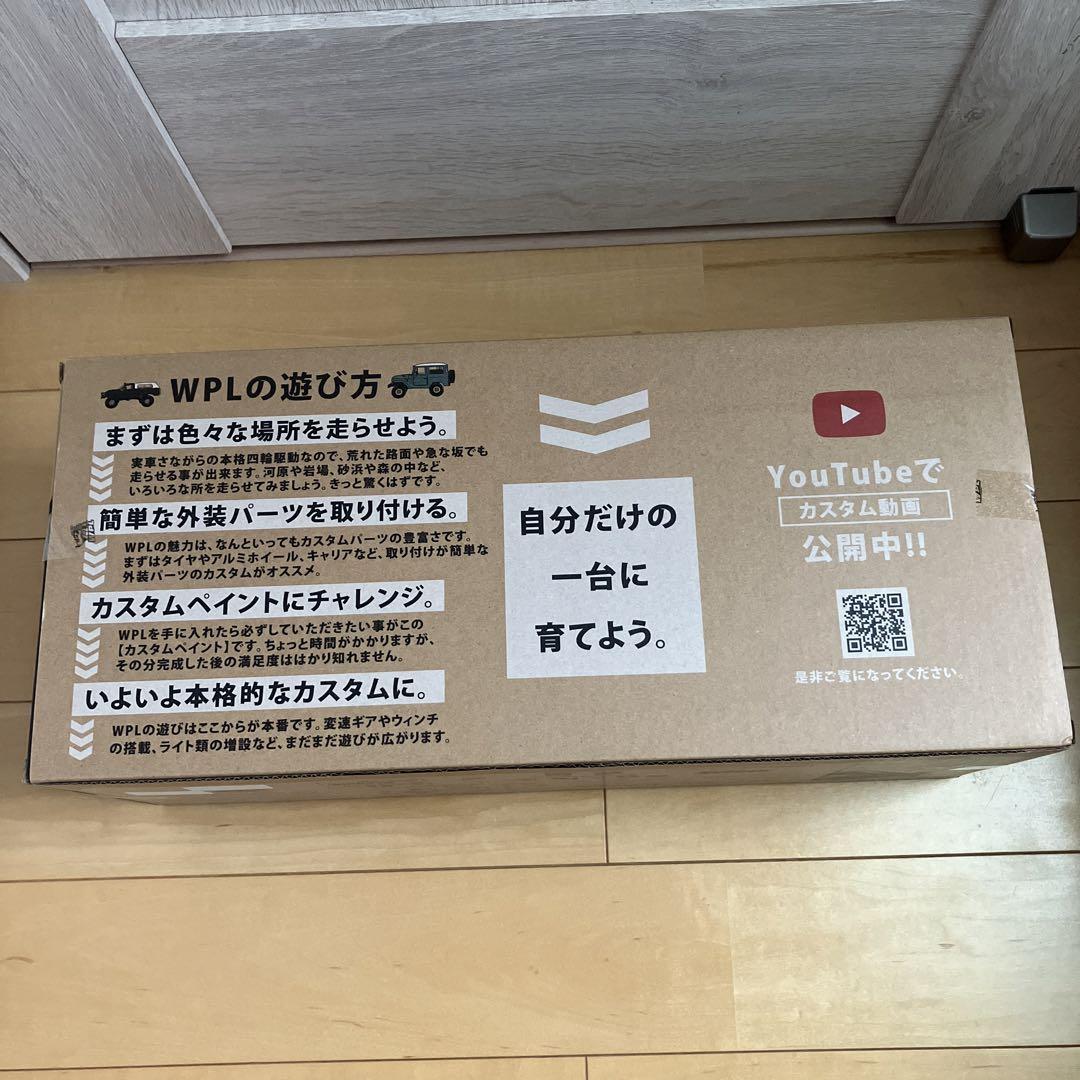 WPLの遊び方
まずは色々な場所を走らせよう。
実車さながらの本格四輪駆動なので、荒れた路面や急な坂でも
走らせる事が出来ます。河原や岩場、砂浜や森の中など、
いろいろな所を走らせてみましょう。きっと驚くはずです。
簡単な外装パーツを取り付ける。
WPLの魅力は、なんといってもカスタムパーツの豊富さです。
まずはタイヤやアルミホイール、キャリアなど、取り付けが簡単な
外装パーツのカスタムがオススメ。
カスタムペイントにチャレンジ。
WPLを手に入れたら必ずしていただきたい事がこの
【カスタムペイント】です。ちょっと時間がかかりますが、
その分完成した後の満足度ははかり知れません。
いよいよ本格的なカスタムに。
WPLの遊びはここからが本番です。変速ギアやウィンチ
の搭載、ライト類の増設など、まだまだ遊びが広がります。
自分だけの
一台に
育てよう。
YouTubeで
カスタム動画
公開中!!
是非ご覧になってください。